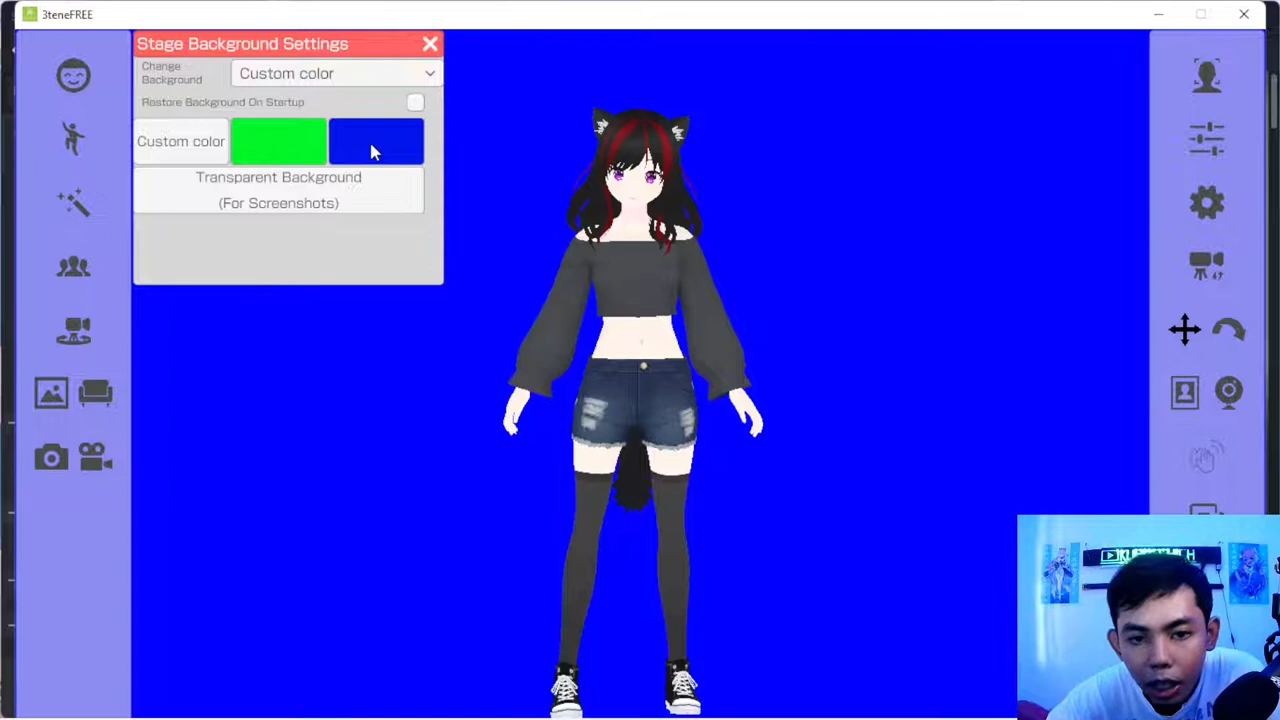 3teneFREE
Stage Background Settings
Change
Background
Custom color
Restore Background On Startup
Custom color
Transparent Background
(For Screenshots)